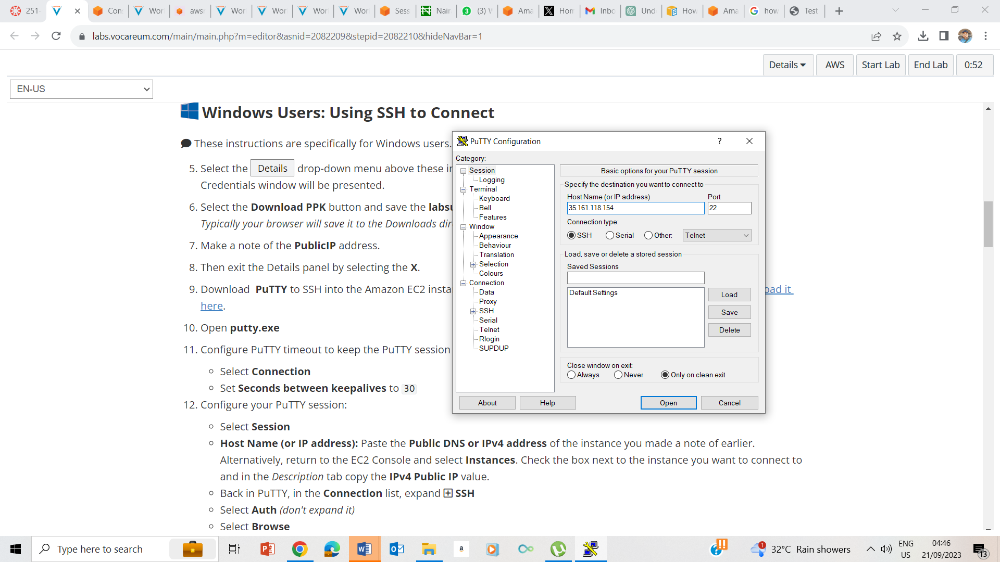 251-
Con
Wor
awsr
Wor
Wor
Wor
Wor
Sess
Nair
(3) V
Ama
Hom
Inbo
Und
How
Ama
how
Test
labs.vocareum.com/main/main.php?m=editor&asnid=2082209&stepid=2082210&hideNavBar=1
Details
AWS
Start Lab
End Lab
0:52
EN-US
Windows Users: Using SSH to Connect
These instructions are specifically for Windows users.
5. Select the Details drop-down menu above these in
Credentials window will be presented.
6. Select the Download PPK button and save the labsu
Typically your browser will save it to the Downloads dir
7. Make a note of the PublicIP address.
8. Then exit the Details panel by selecting the X.
9. Download PuTTY to SSH into the Amazon EC2 insta
oad it
here.
10. Open putty.exe
11. Configure PuTTY timeout to keep the PuTTY session
Select Connection
Set Seconds between keepalives to 30
12. Configure your PuTTY session:
Select Session
Host Name (or IP address): Paste the Public DNS or IPv4 address of the instance you made a note of earlier.
Alternatively, return to the EC2 Console and select Instances. Check the box next to the instance you want to connect to
and in the Description tab copy the IPv4 Public IP value.
Back in PuTTY, in the Connection list, expand SSH
Select Auth (don't expand it)
Select Browse
PuTTY Configuration
?
Category:
Session
Logging
Terminal
Keyboard
Bell
Features
Window
Appearance
Behaviour
Translation
Selection
Colours
Connection
Data
Proxy
SSH
Serial
Telnet
Rlogin
SUPDUP
Basic options for your PuTTY session
Specify the destination you want to connect to
Host Name (or IP address)
Port
35.161.118.154
22
Connection type:
SSH
Serial
Other:
Telnet
Load, save or delete a stored session
Saved Sessions
Default Settings
Load
Save
Delete
Close window on exit:
Always
Never
Only on clean exit
About
Help
Open
Cancel
Type here to search
a
1
32°C Rain showers
ENG
US
04:46
21/09/2023
13